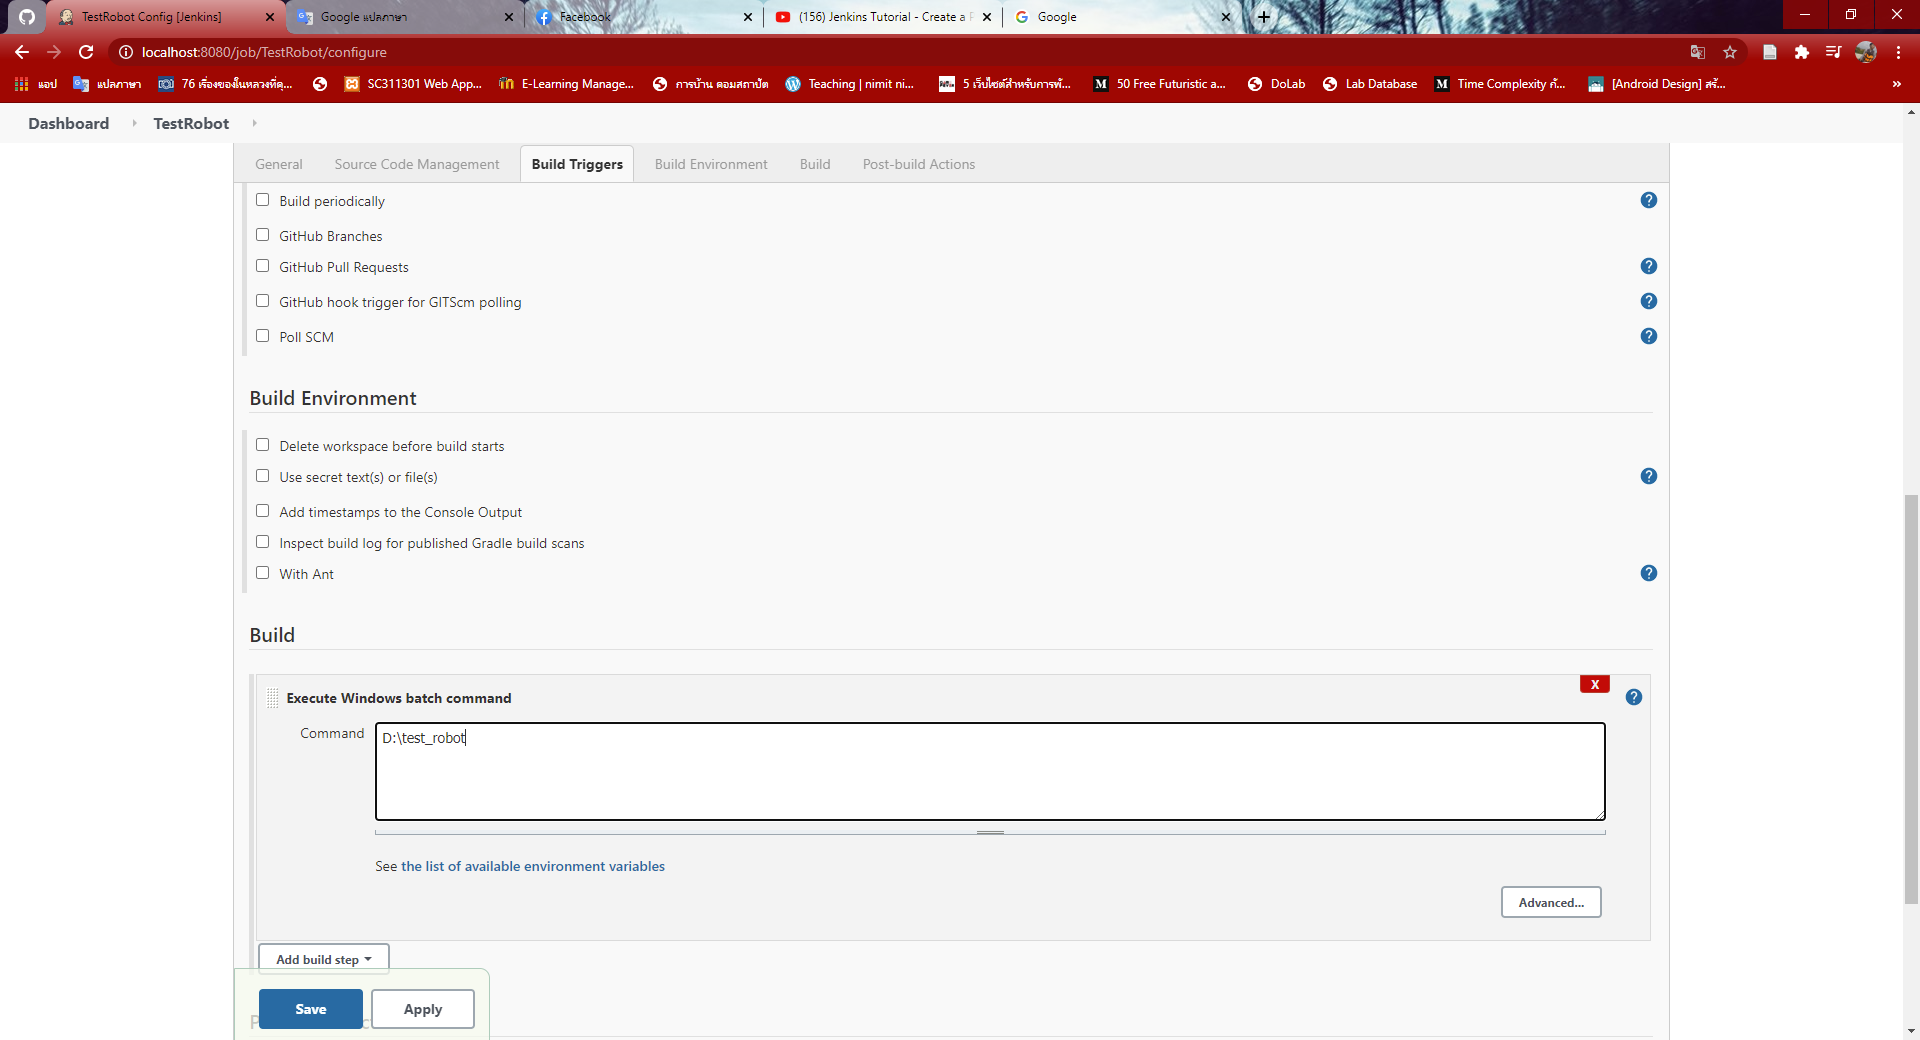 TestRobot Config [Jenkins]
Google แปลภาษา
Facebook
(156) Jenkins Tutorial - Create a
Google
localhost:8080/job/TestRobot/configure
แอป
แปลภาษา
76 เรื่องของในหลวงที่คุ...
SC311301 Web App...
E-Learning Manage...
การบ้าน คอมสถาปัต
Teaching | nimit ni...
5 เว็บไซต์สำหรับการพั...
50 Free Futuristic a...
DoLab
Lab Database
Time Complexity กั...
[Android Design] สร้...
Dashboard
TestRobot
General
Source Code Management
Build Triggers
Build Environment
Build
Post-build Actions
Build periodically
GitHub Branches
GitHub Pull Requests
GitHub hook trigger for GITScm polling
Poll SCM
Build Environment
Delete workspace before build starts
Use secret text(s) or file(s)
Add timestamps to the Console Output
Inspect build log for published Gradle build scans
With Ant
Build
X
Execute Windows batch command
Command
D:\test_robot
See the list of available environment variables
Advanced...
Add build step
Save
Apply